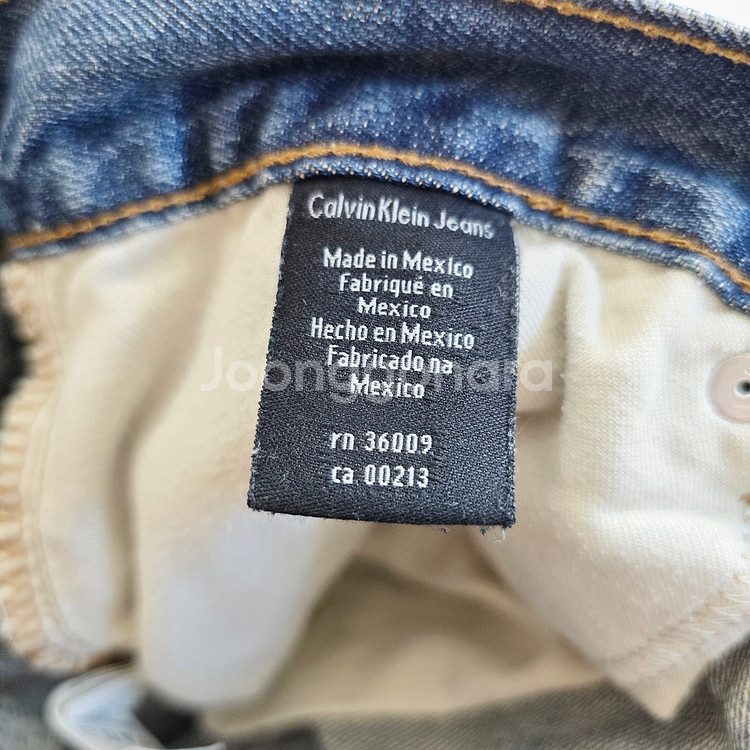 Calvin Klein Jeans
Made in Mexico
Fabriqué en
Mexico
Hecho en Mexico
Fabricado na
Mexico
Joonggonara
rn 36009
ca 00213